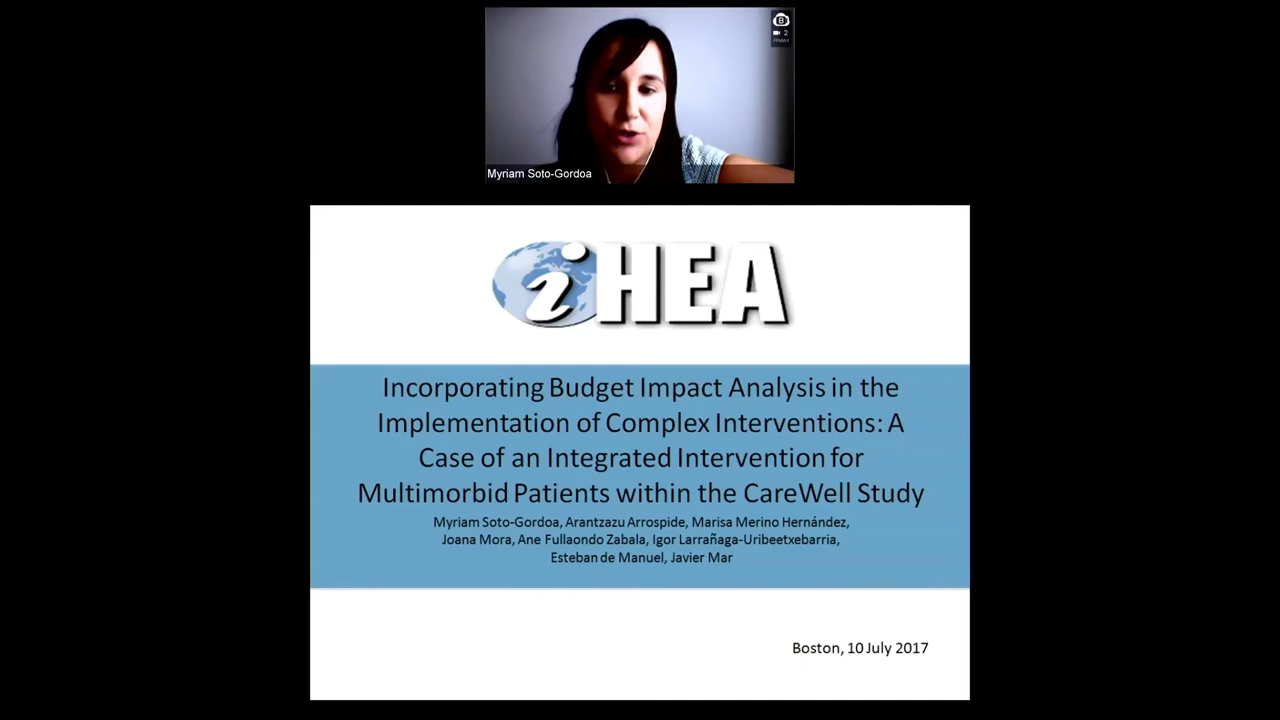 2
Myriam Soto-Gordoa
iHEA
Incorporating Budget Impact Analysis in the
Implementation of Complex Interventions: A
Case of an Integrated Intervention for
Multimorbid Patients within the CareWell Study
Myriam Soto-Gordoa, Arantzazu Arrospide, Marisa Merino Hernández,
Joana Mora, Ane Fullaondo Zabala, Igor Larrañaga-Uribeetxebarria,
Esteban de Manuel, Javier Mar
Boston, 10 July 2017